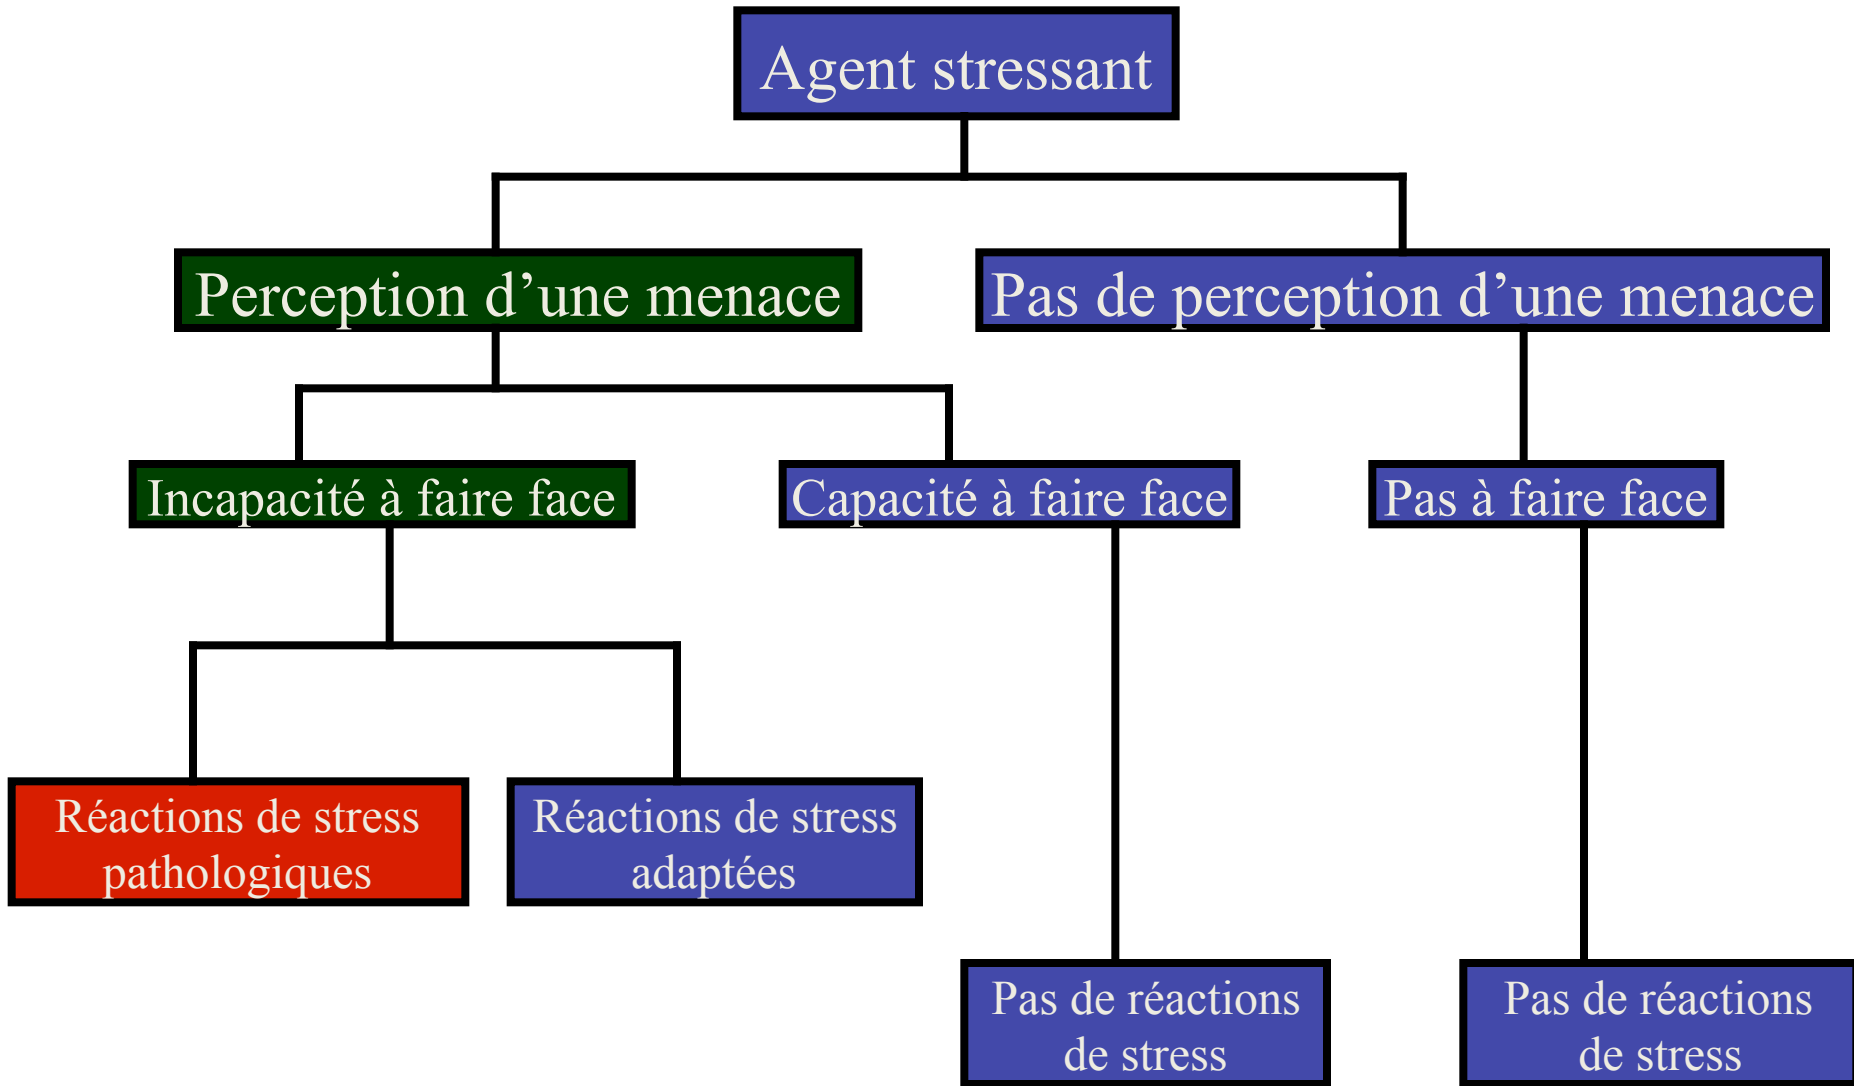 Agent stressant
Perception d’une menace
Pas de perception d’une menace
Incapacité à faire face
Capacité à faire face
Pas à faire face
Réactions de stress
pathologiques
Réactions de stress
adaptées
Pas de réactions
de stress
Pas de réactions
de stress